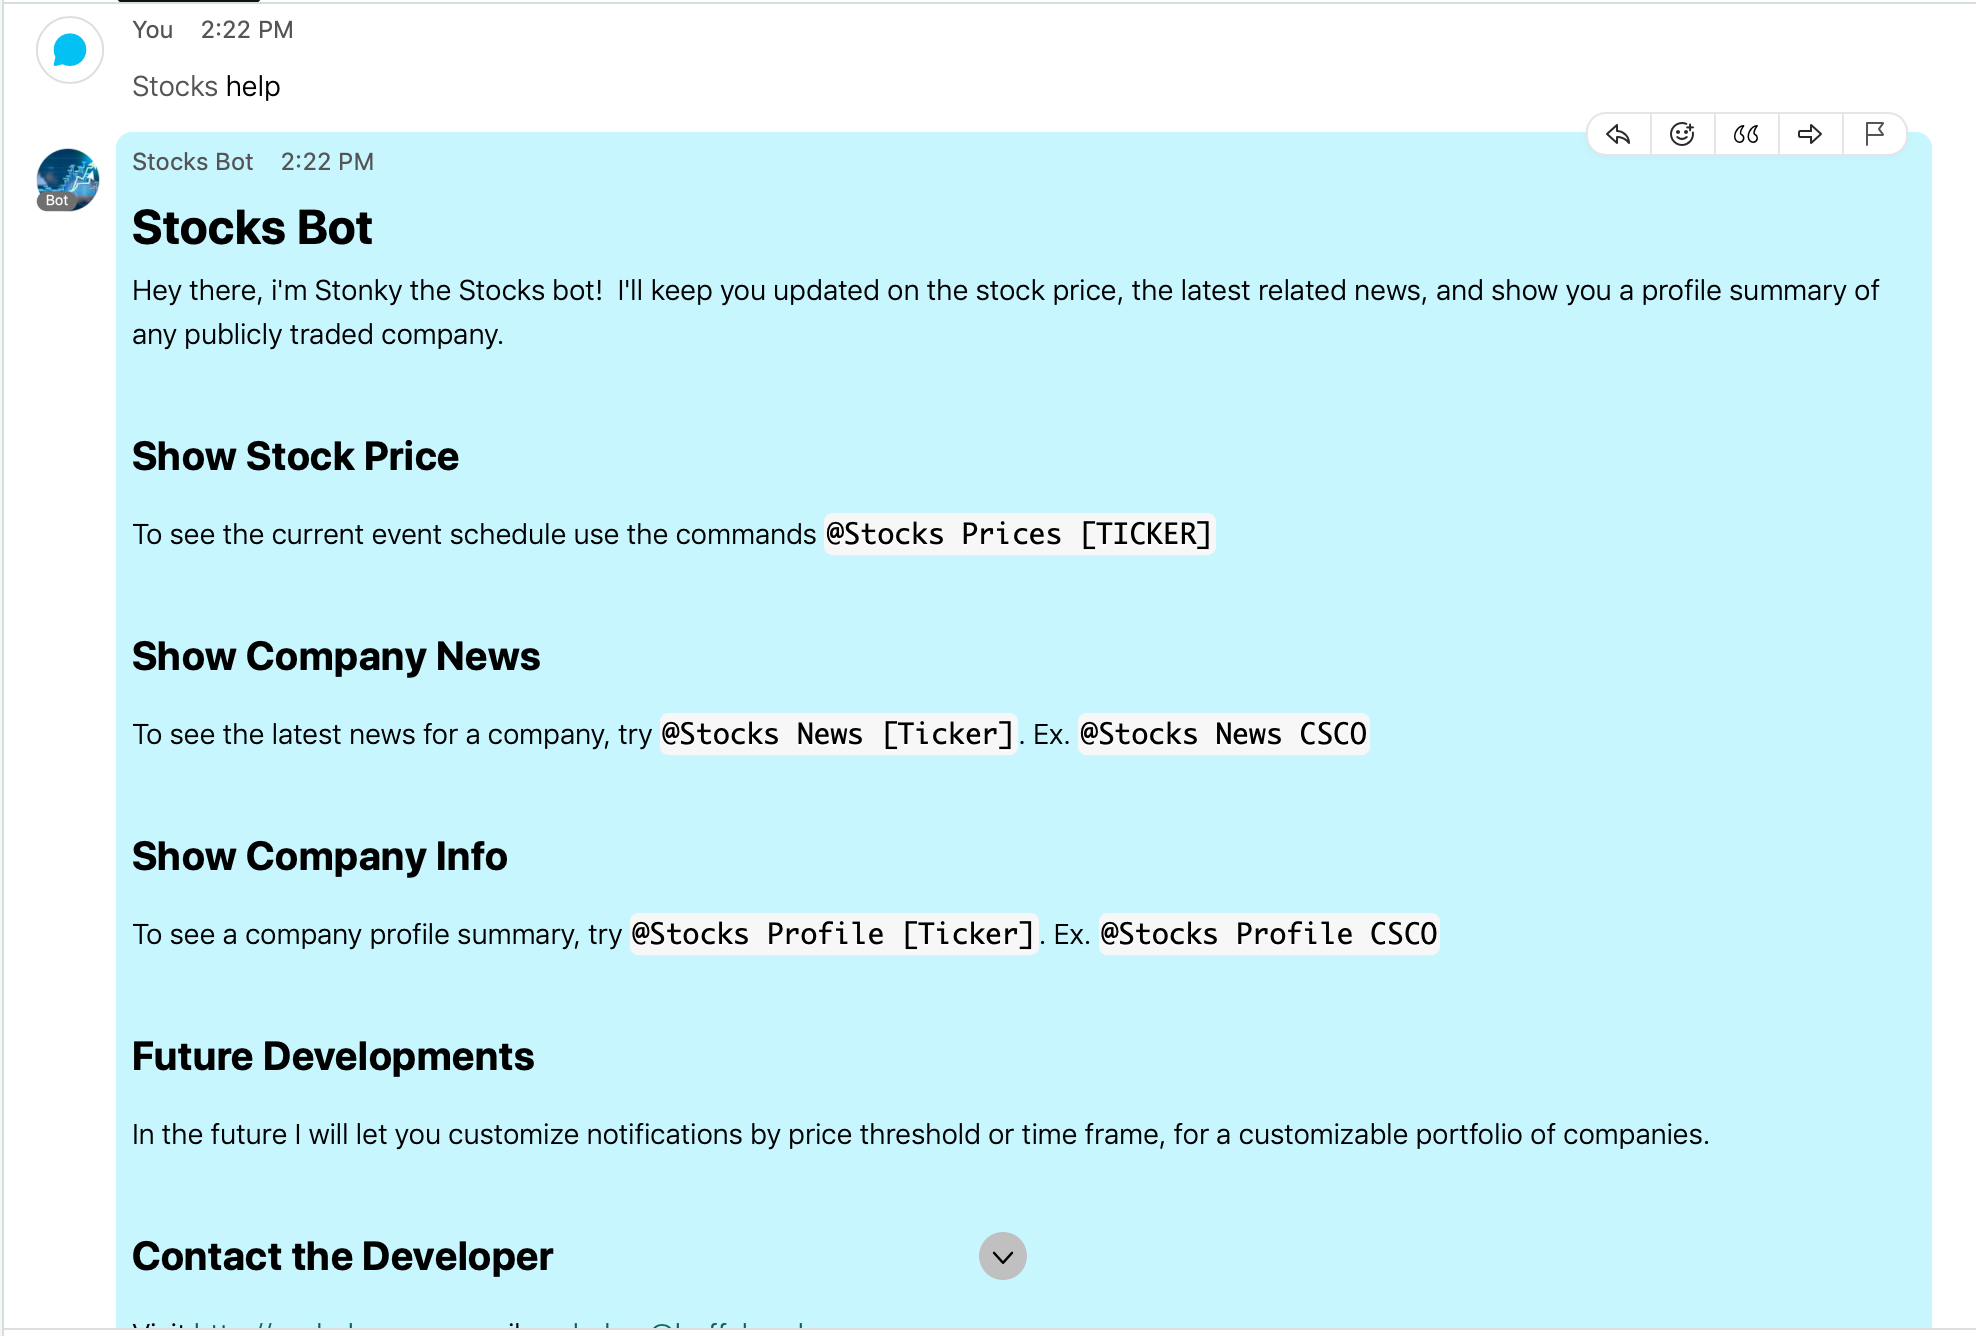 You 2:22 PM
Stocks help
Stocks Bot 2:22 PM
Bot
Stocks Bot
Hey there, i'm Stonky the Stocks bot!  I'll keep you updated on the stock price, the latest related news, and show you a profile summary of
any publicly traded company.
Show Stock Price
To see the current event schedule use the commands @Stocks Prices [TICKER]
Show Company News
To see the latest news for a company, try @Stocks News [Ticker]. Ex. @Stocks News CSCO
Show Company Info
To see a company profile summary, try @Stocks Profile [Ticker]. Ex. @Stocks Profile CSCO
Future Developments
In the future I will let you customize notifications by price threshold or time frame, for a customizable portfolio of companies.
Contact the Developer
Visit